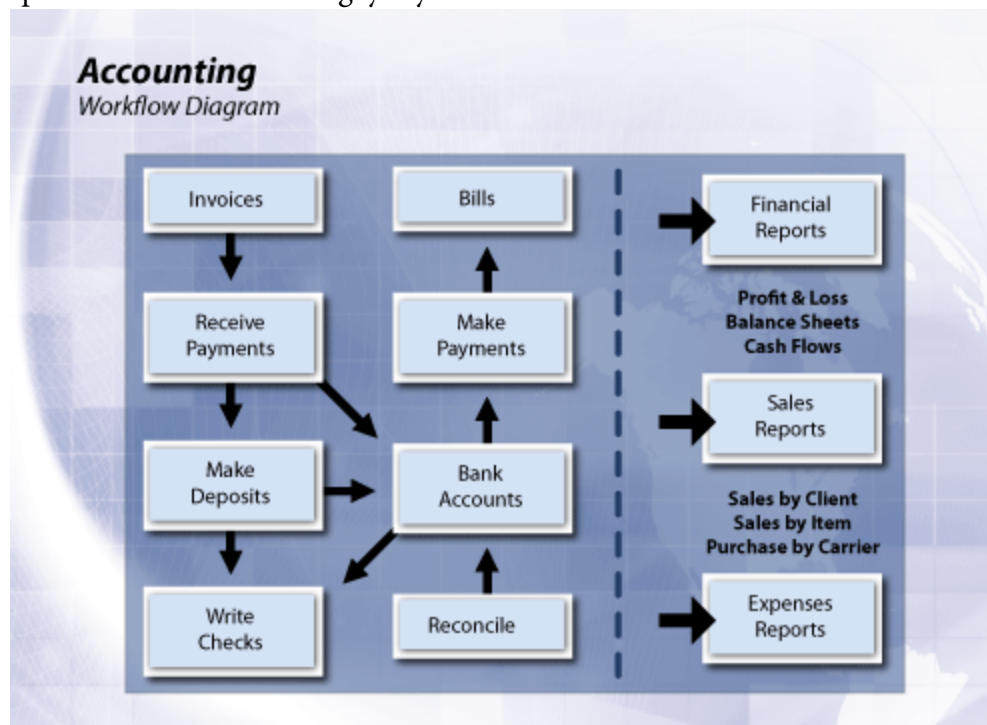 Accounting
Workflow Diagram
Invoices
Bills
Financial
Reports
Receive
Payments
Make
Payments
Profit & Loss
Balance Sheets
Cash Flows
Sales
Reports
Make
Deposits
Bank
Accounts
Sales by Client
Sales by Item
Purchase by Carrier
Write
Checks
Reconcile
Expenses
Reports